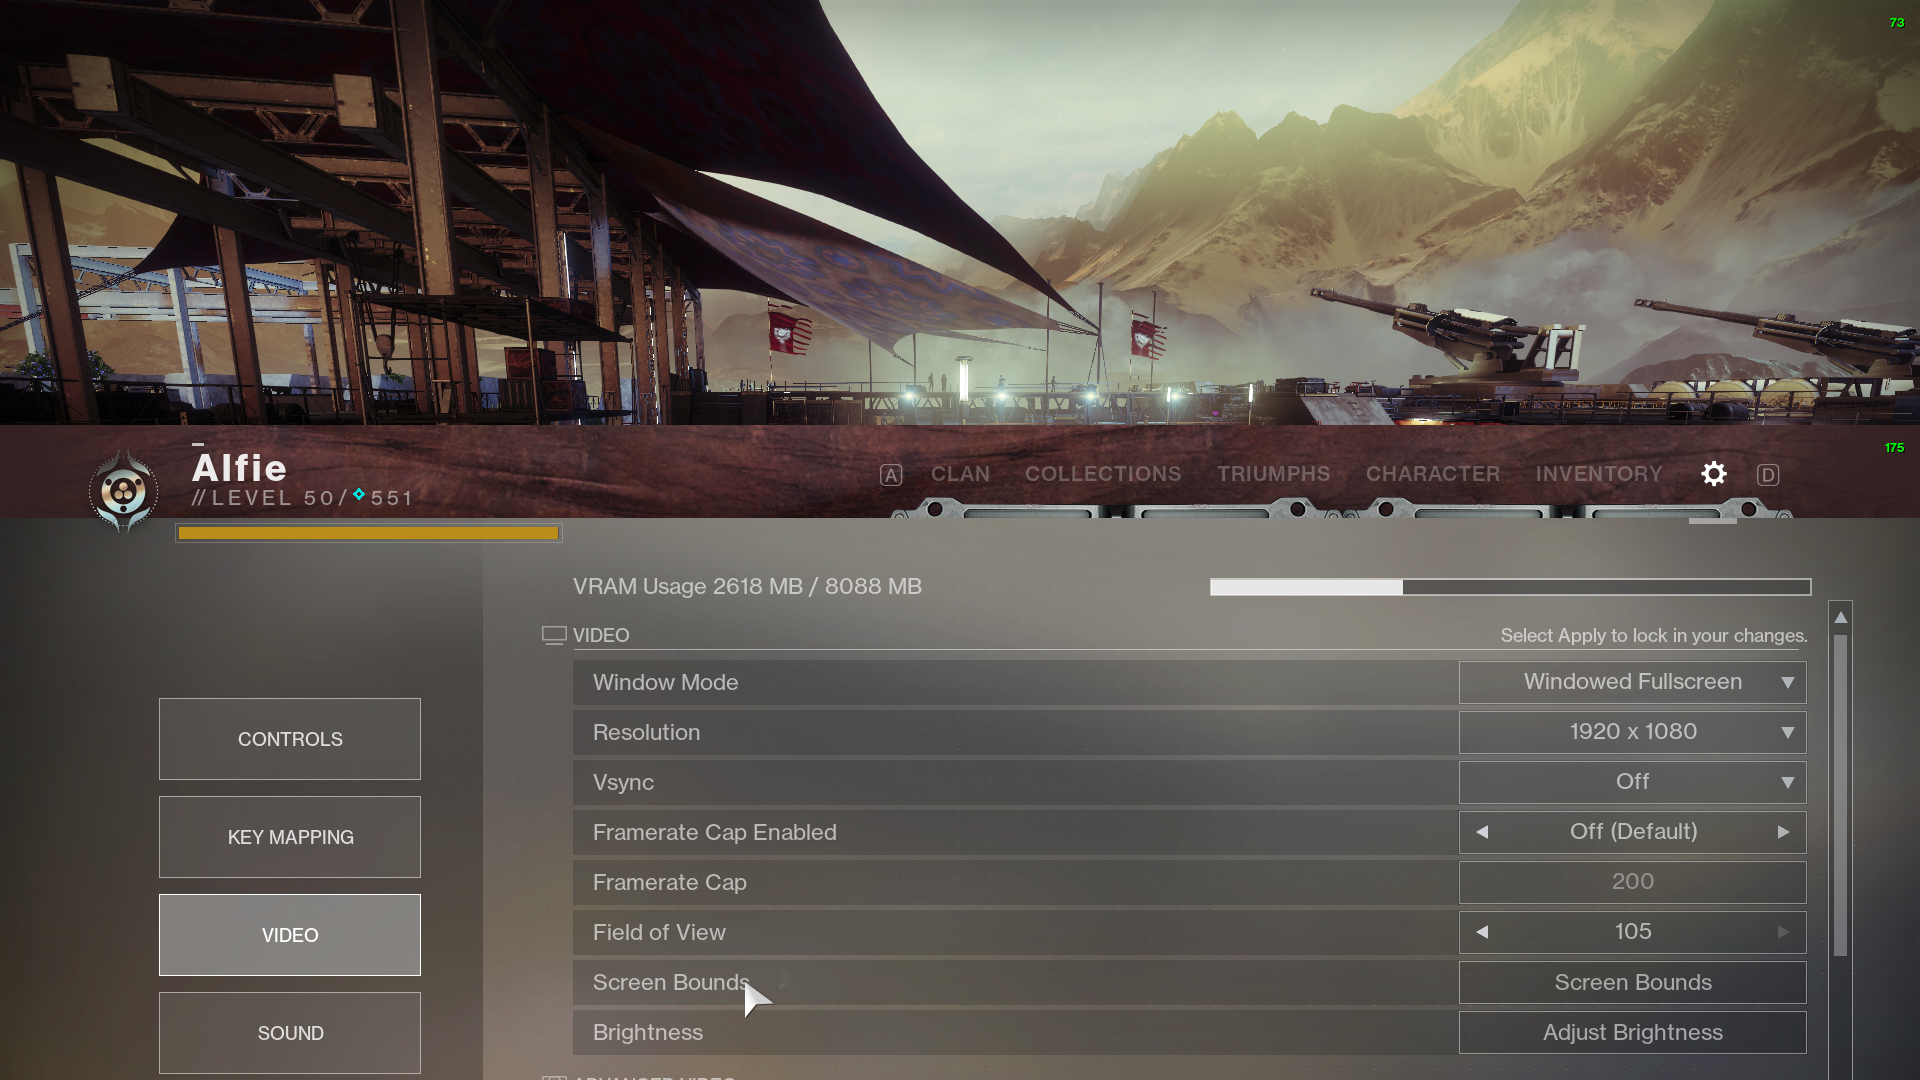 73
175
Alfie
// LEVEL 50/551
A CLAN COLLECTIONS TRIUMPHS CHARACTER INVENTORY D
VRAM Usage 2618 MB / 8088 MB
VIDEO
Select Apply to lock in your changes.
Window Mode Windowed Fullscreen
Resolution 1920 x 1080
Vsync Off
Framerate Cap Enabled Off (Default)
Framerate Cap 200
Field of View 105
Screen Bounds Screen Bounds
Brightness Adjust Brightness
ADVANCED VIDEO
CONTROLS
KEY MAPPING
VIDEO
SOUND